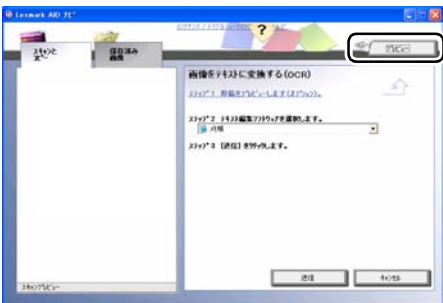 Lexmark AIO ナビ
スキャンと
コピー
保存済み
画像
?
プレビュー
画像をテキストに変換する(OCR)
ステップ 1 原稿をプレビューします(オプション)。
ステップ 2 テキスト編集ソフトウェアを選択します。
メモ帳
ステップ 3 [送信] をクリックします。
スキャンプレビュー
送信
キャンセル